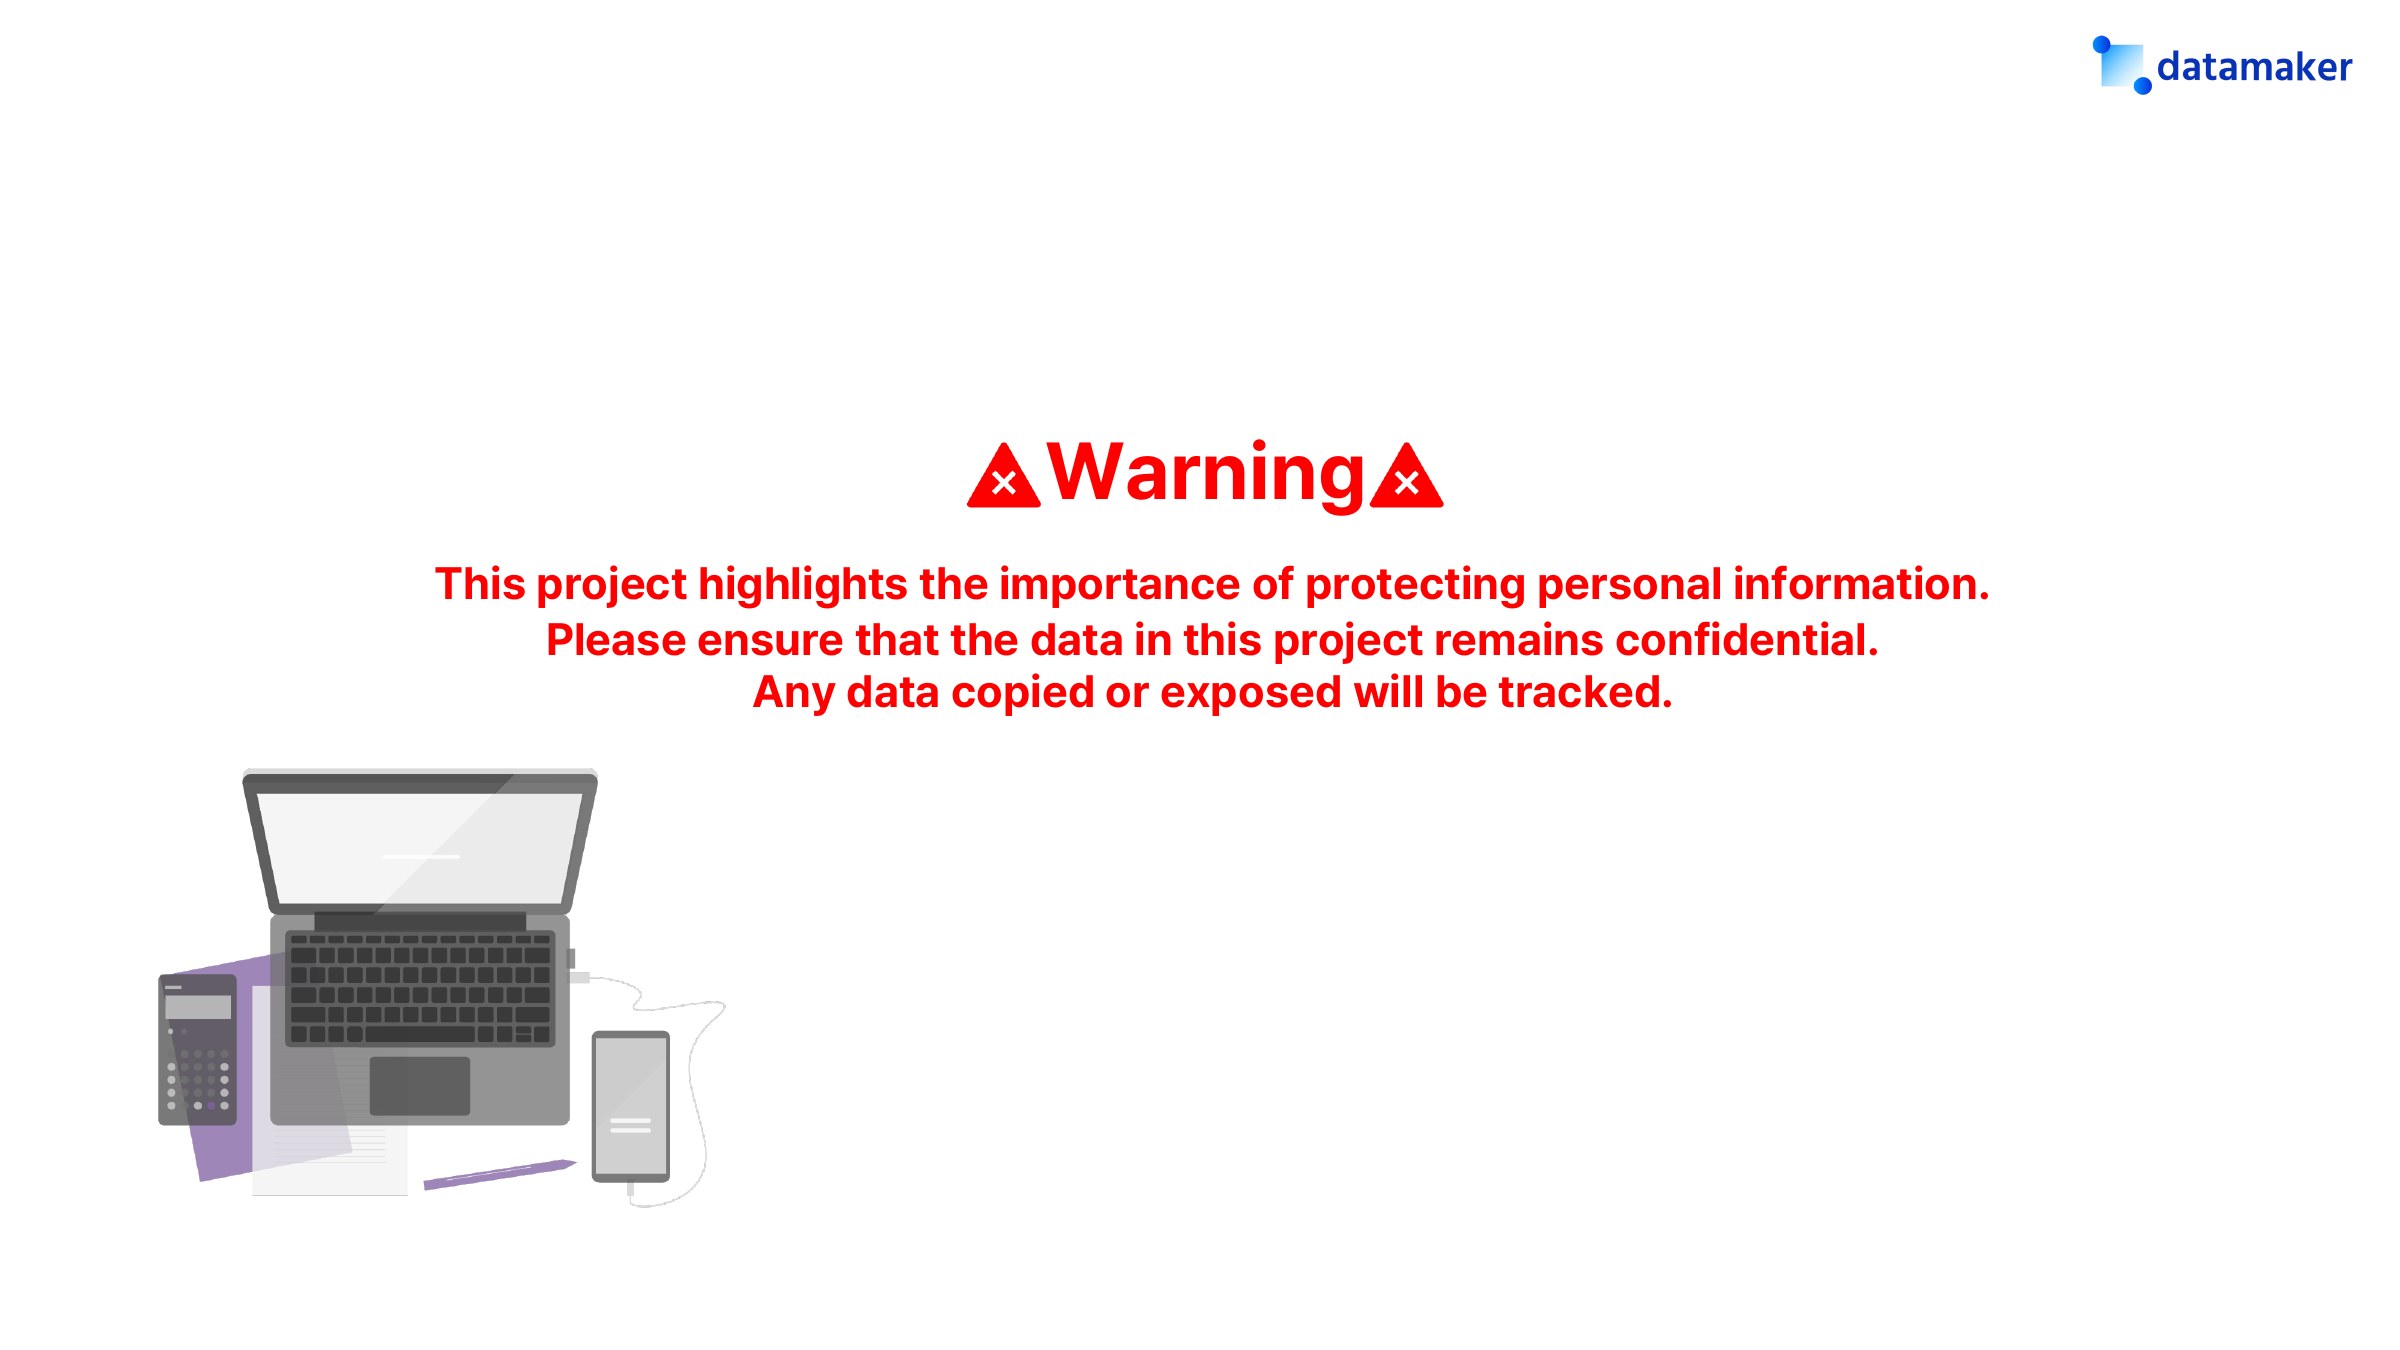 datamaker
Warning
This project highlights the importance of protecting personal information.
Please ensure that the data in this project remains confidential.
Any data copied or exposed will be tracked.